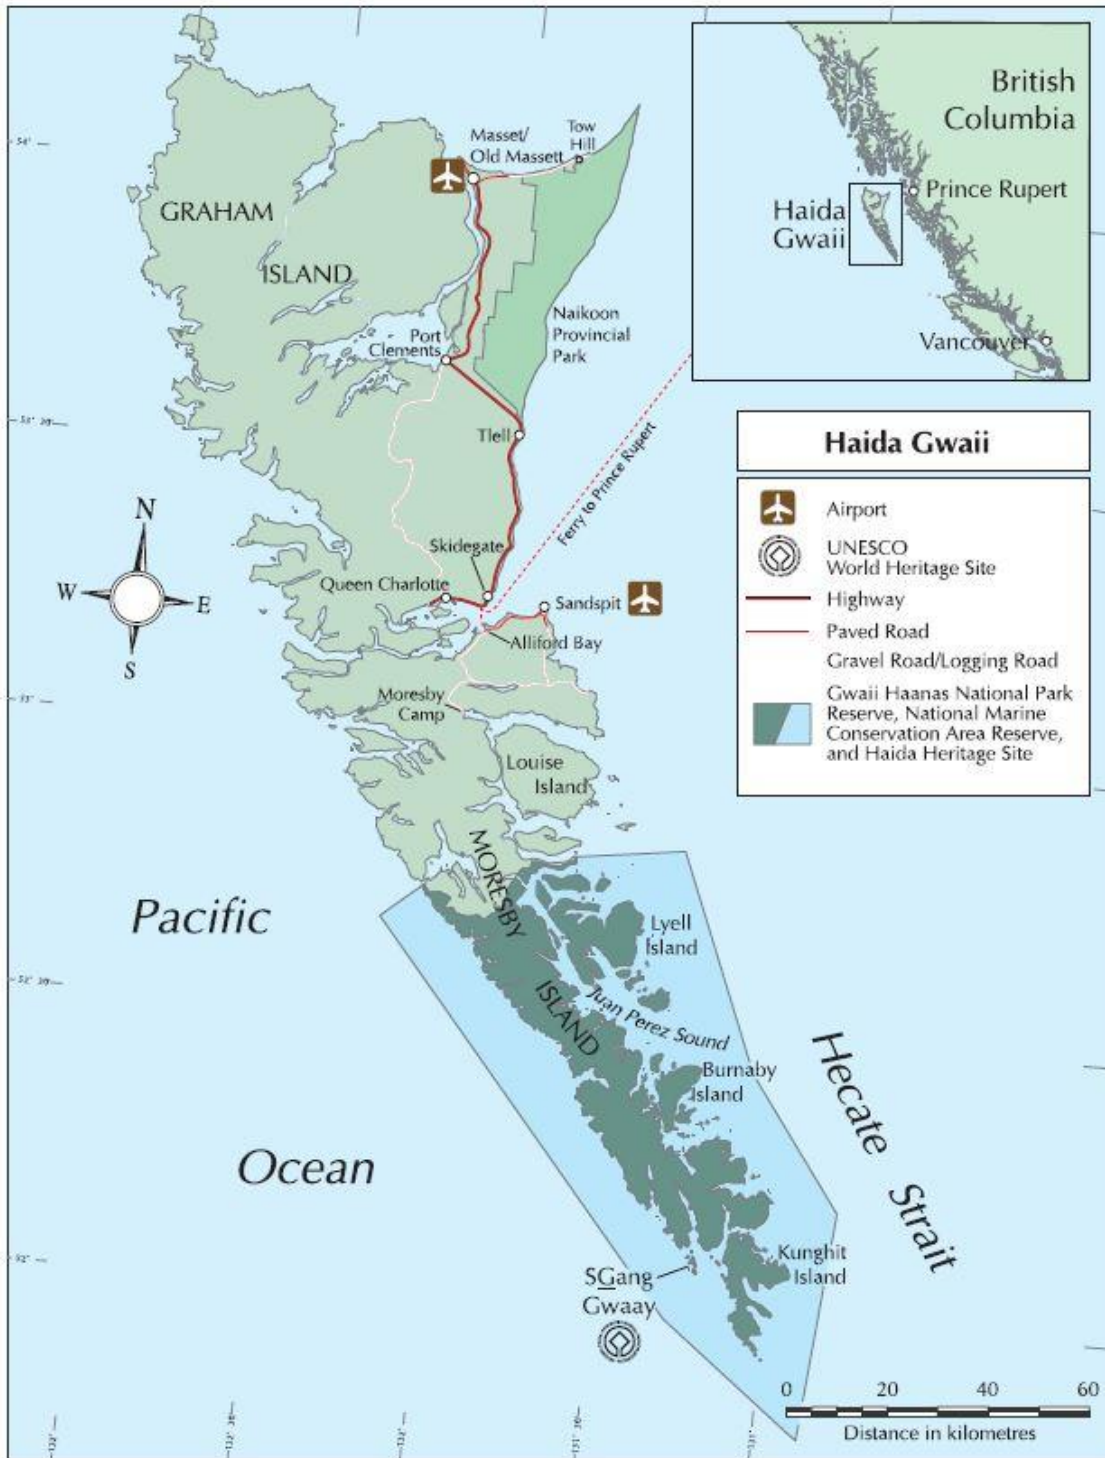 British
Columbia
Prince Rupert
Haida
Gwaii
Vancouver
54°
Masset/
Old Massett
Tow
Hill
GRAHAM
ISLAND
Naikoon
Provincial
Park
Port
Clements
Tlell
Ferry to Prince Rupert
Skidegate
Queen Charlotte
Sandspit
Alliford Bay
Moresby
Camp
Louise
Island
N
W
E
S
Haida Gwaii
Airport
UNESCO
World Heritage Site
Highway
Paved Road
Gravel Road/Logging Road
Gwaii Haanas National Park
Reserve, National Marine
Conservation Area Reserve,
and Haida Heritage Site
MORESBY
ISLAND
Pacific
Ocean
Lyell
Island
Juan Perez Sound
Burnaby
Island
Hecate Strait
Kunghit
Island
SGang
Gwaay
52°
0 20 40 60
Distance in kilometres